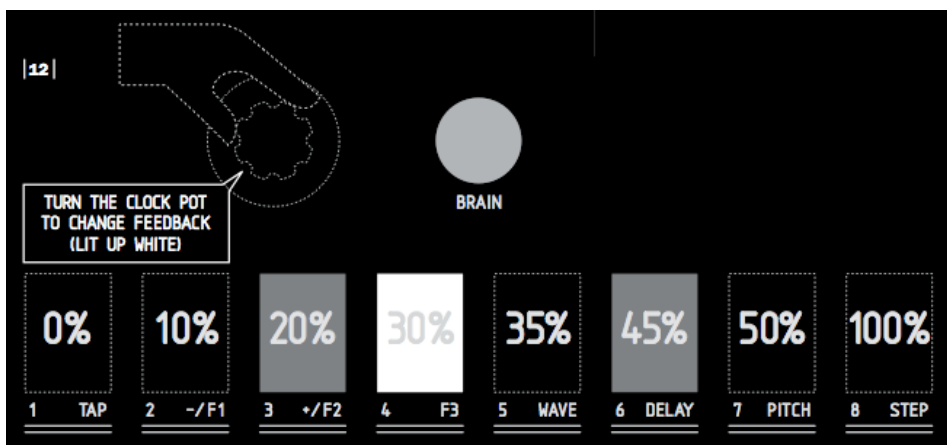 |12|
TURN THE CLOCK POT
TO CHANGE FEEDBACK
(LIT UP WHITE)
BRAIN
0% 10% 20% 30% 35% 45% 50% 100%
1 TAP 2 -/F1 3 +/F2 4 F3 5 WAVE 6 DELAY 7 PITCH 8 STEP